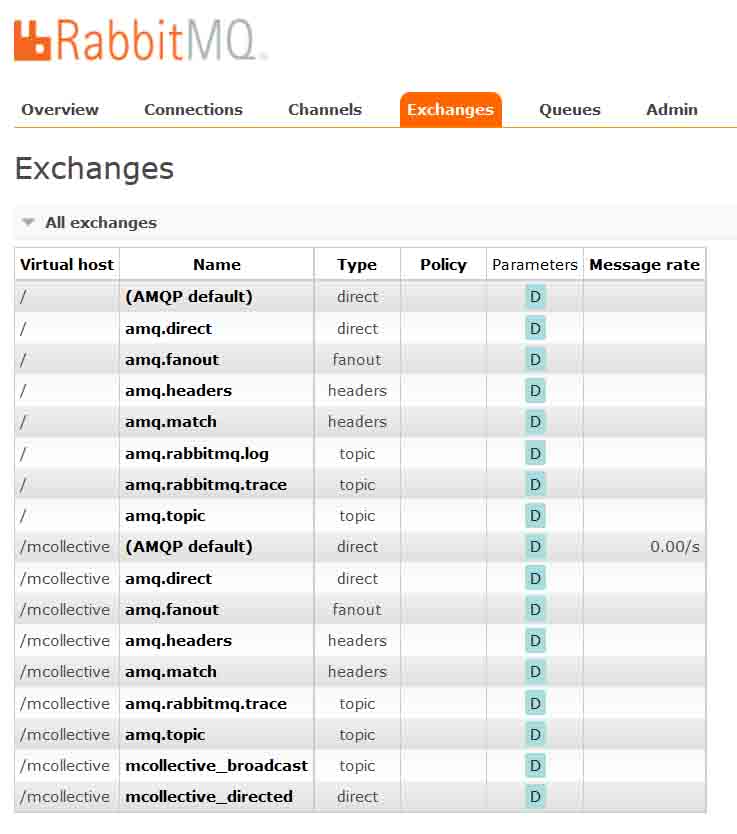 RabbitMQ
Overview Connections Channels Exchanges Queues Admin
Exchanges
All exchanges
Virtual host Name Type Policy Parameters Message rate
/ (AMQP default) direct D
/ amq.direct direct D
/ amq.fanout fanout D
/ amq.headers headers D
/ amq.match headers D
/ amq.rabbitmq.log topic D
/ amq.rabbitmq.trace topic D
/ amq.topic topic D
/mcollective (AMQP default) direct D 0.00/s
/mcollective amq.direct direct D
/mcollective amq.fanout fanout D
/mcollective amq.headers headers D
/mcollective amq.match headers D
/mcollective amq.rabbitmq.trace topic D
/mcollective amq.topic topic D
/mcollective mcollective_broadcast topic D
/mcollective mcollective_directed direct D